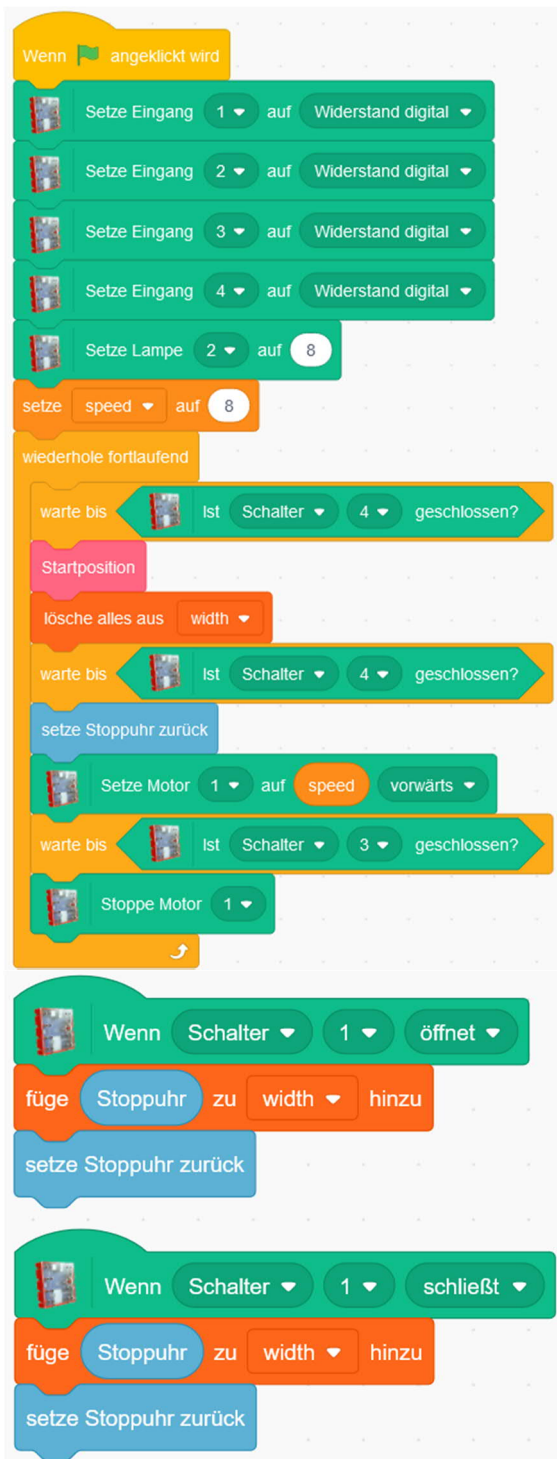 Wenn angeklickt wird
Setze Eingang 1 auf Widerstand digital
Setze Eingang 2 auf Widerstand digital
Setze Eingang 3 auf Widerstand digital
Setze Eingang 4 auf Widerstand digital
Setze Lampe 2 auf 8
setze speed auf 8
wiederhole fortlaufend
warte bis Ist Schalter 4 geschlossen?
Startposition
lösche alles aus width
warte bis Ist Schalter 4 geschlossen?
setze Stoppuhr zurück
Setze Motor 1 auf speed vorwärts
warte bis Ist Schalter 3 geschlossen?
Stoppe Motor 1
Wenn Schalter 1 öffnet
füge Stoppuhr zu width hinzu
setze Stoppuhr zurück
Wenn Schalter 1 schließt
füge Stoppuhr zu width hinzu
setze Stoppuhr zurück